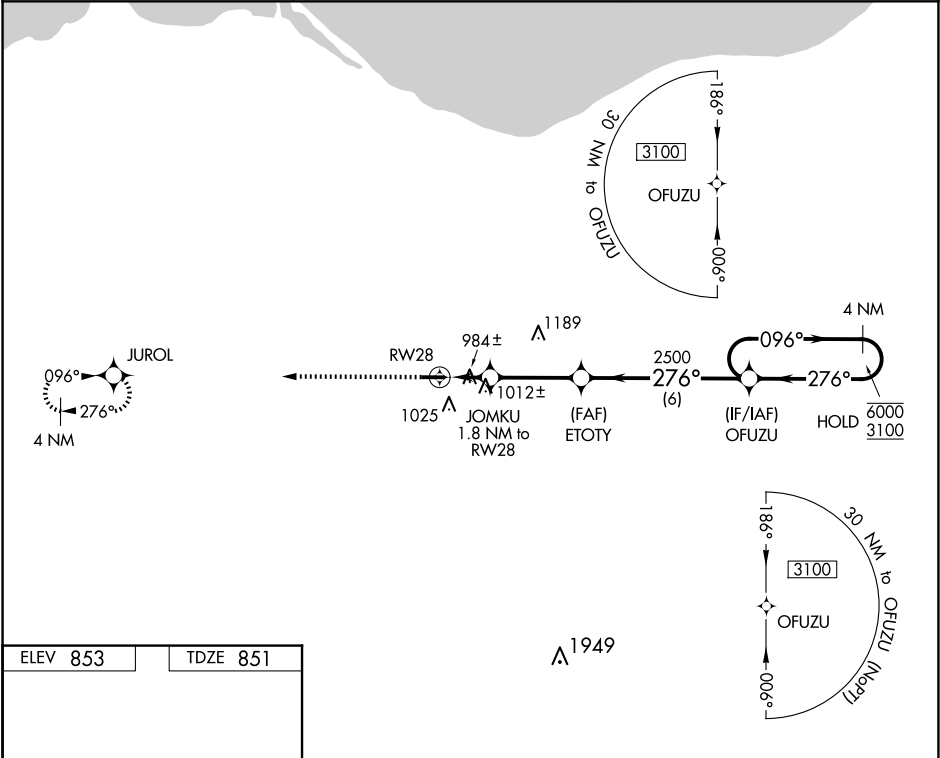 186°
30 NM to OFUZU
3100
OFUZU
006°
4 NM
1189
096°
984±
JUROL
RW28
2500
096°
276°
276°
(6)
1012±
276°
1025
JOMKU
(FAF)
(IF/IAF)
HOLD
6000
3100
4 NM
1.8 NM to
RW28
ETOTY
OFUZU
186°
30 NM to OFUZU (NoPT)
3100
OFUZU
006°
1949
ELEV 853
TDZE 851